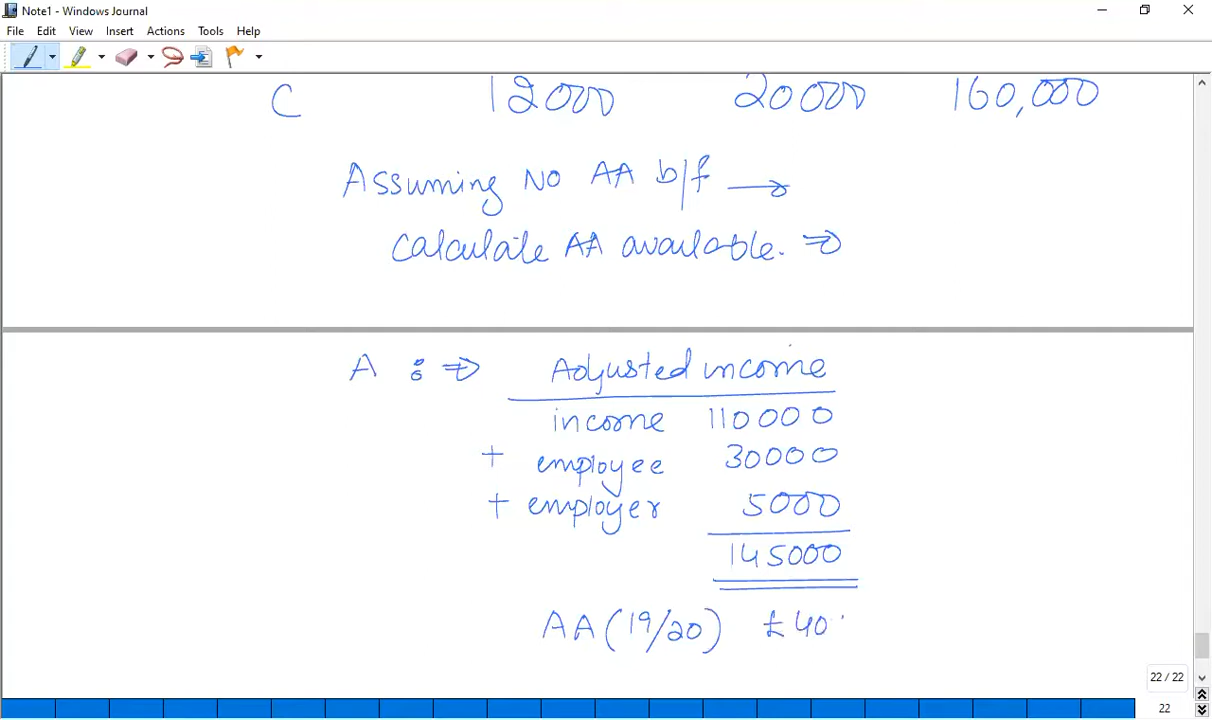 Note1 - Windows Journal
File Edit View Insert Actions Tools Help
C 12000 20000 160,000
Assuming NO AA b/f →
calculate AA available. ⇒
A : ⇒ Adjusted income
income 110000
+ employee 30000
+ employer 5000
145000
AA (19/20) £40
22 / 22
22